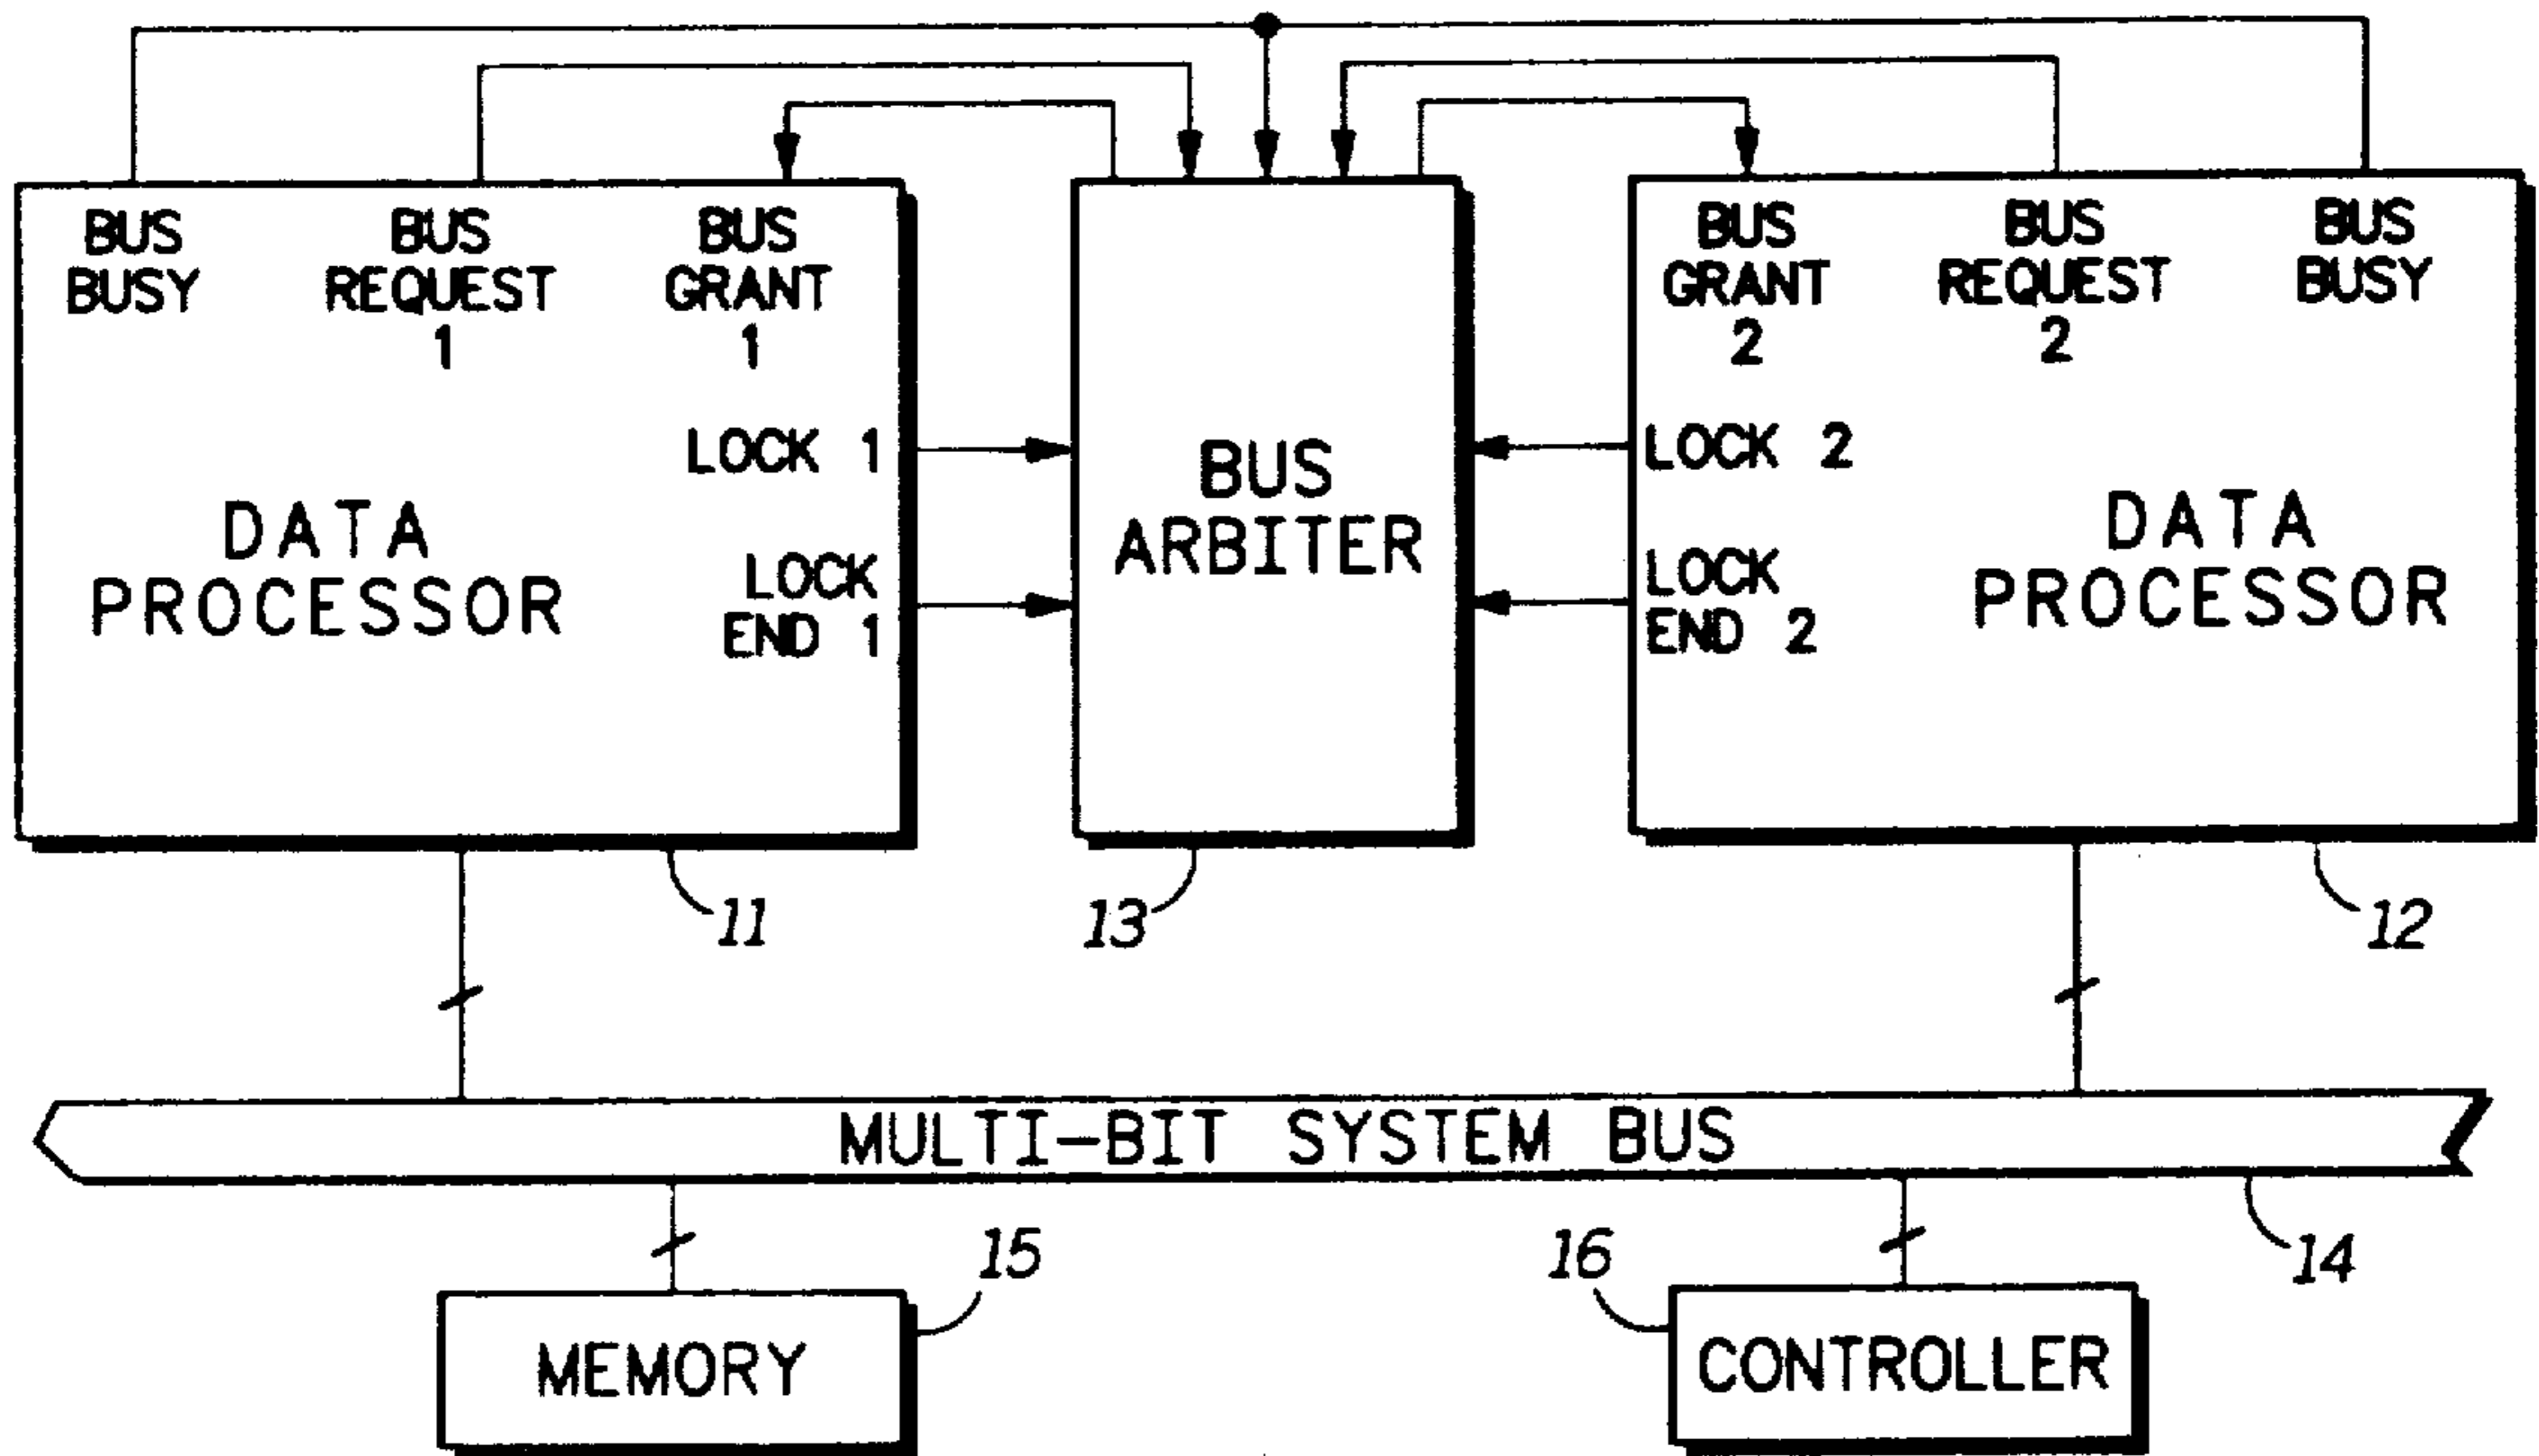 BUS
BUSY
BUS
REQUEST
1
BUS
GRANT
1
LOCK 1
DATA
PROCESSOR
LOCK
END 1
BUS
ARBITER
BUS
GRANT
2
BUS
REQUEST
2
BUS
BUSY
LOCK 2
DATA
PROCESSOR
LOCK
END 2
11
13
12
MULTI-BIT SYSTEM BUS
14
15
MEMORY
16
CONTROLLER